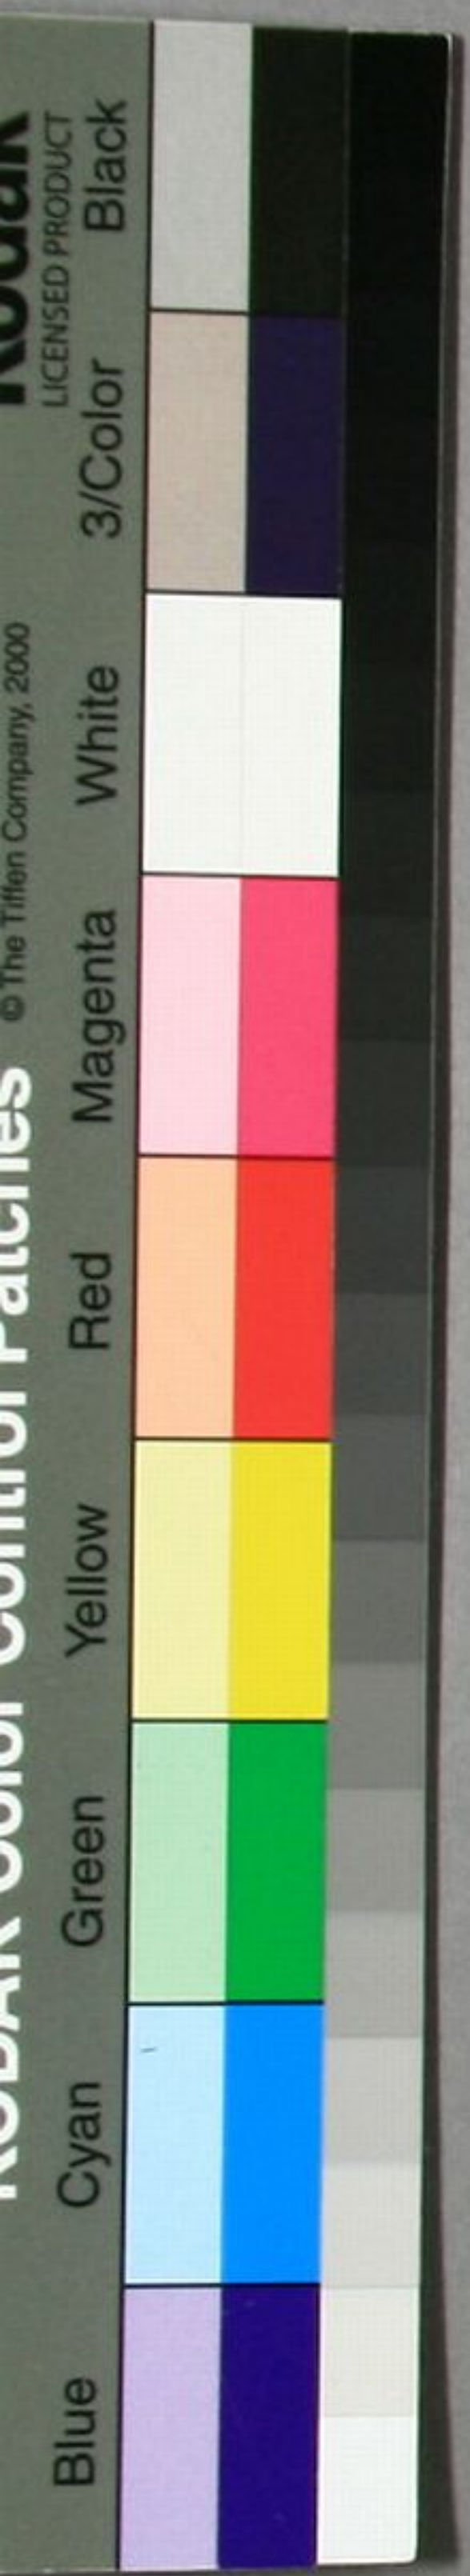 KODAK Color Control Patches
© The Tiffen Company, 2000
Kodak
LICENSED PRODUCT
Blue
Cyan
Green
Yellow
Red
Magenta
White
3/Color
Black